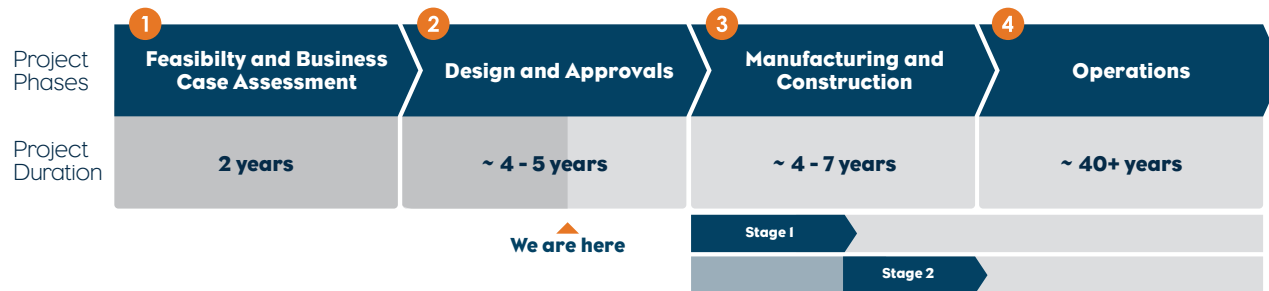 1
2
3
4
Project
Phases
Feasibilty and Business
Case Assessment
Design and Approvals
Manufacturing and
Construction
Operations
Project
Duration
2 years
~ 4 - 5 years
~ 4 - 7 years
~ 40+ years
We are here
Stage 1
Stage 2